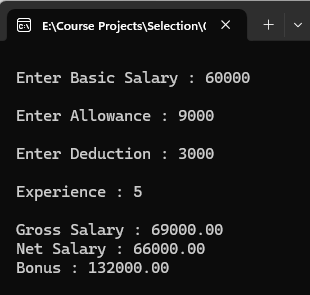 E:\Course Projects\Selection\
Enter Basic Salary : 60000
Enter Allowance : 9000
Enter Deduction : 3000
Experience : 5
Gross Salary : 69000.00
Net Salary : 66000.00
Bonus : 132000.00